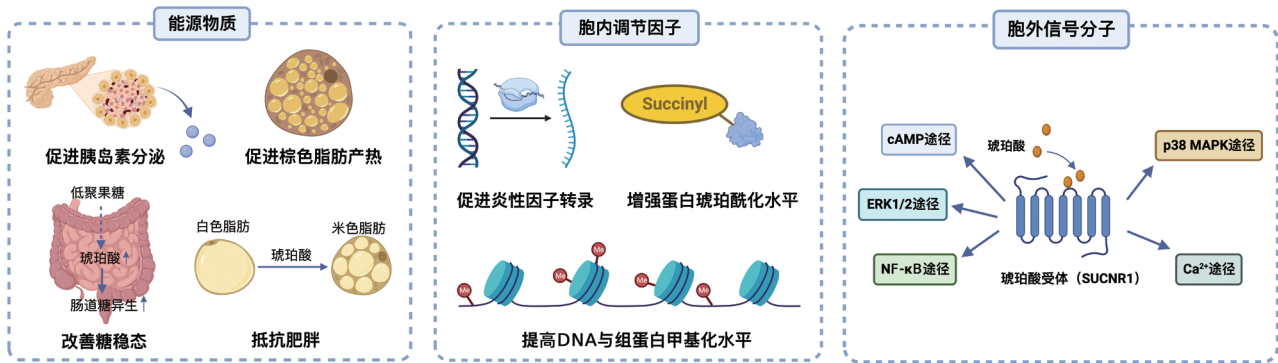 能源物质
促进胰岛素分泌
促进棕色脂肪产热
低聚果糖
琥珀酸
肠道糖异生
改善糖稳态
白色脂肪
琥珀酸
米色脂肪
抵抗肥胖
胞内调节因子
促进炎性因子转录
Succinyl
增强蛋白琥珀酰化水平
Me
Me
Me
Me
Me
提高DNA与组蛋白甲基化水平
胞外信号分子
cAMP途径
ERK1/2途径
NF-κB途径
琥珀酸
琥珀酸受体（SUCNR1）
p38 MAPK途径
Ca²⁺途径